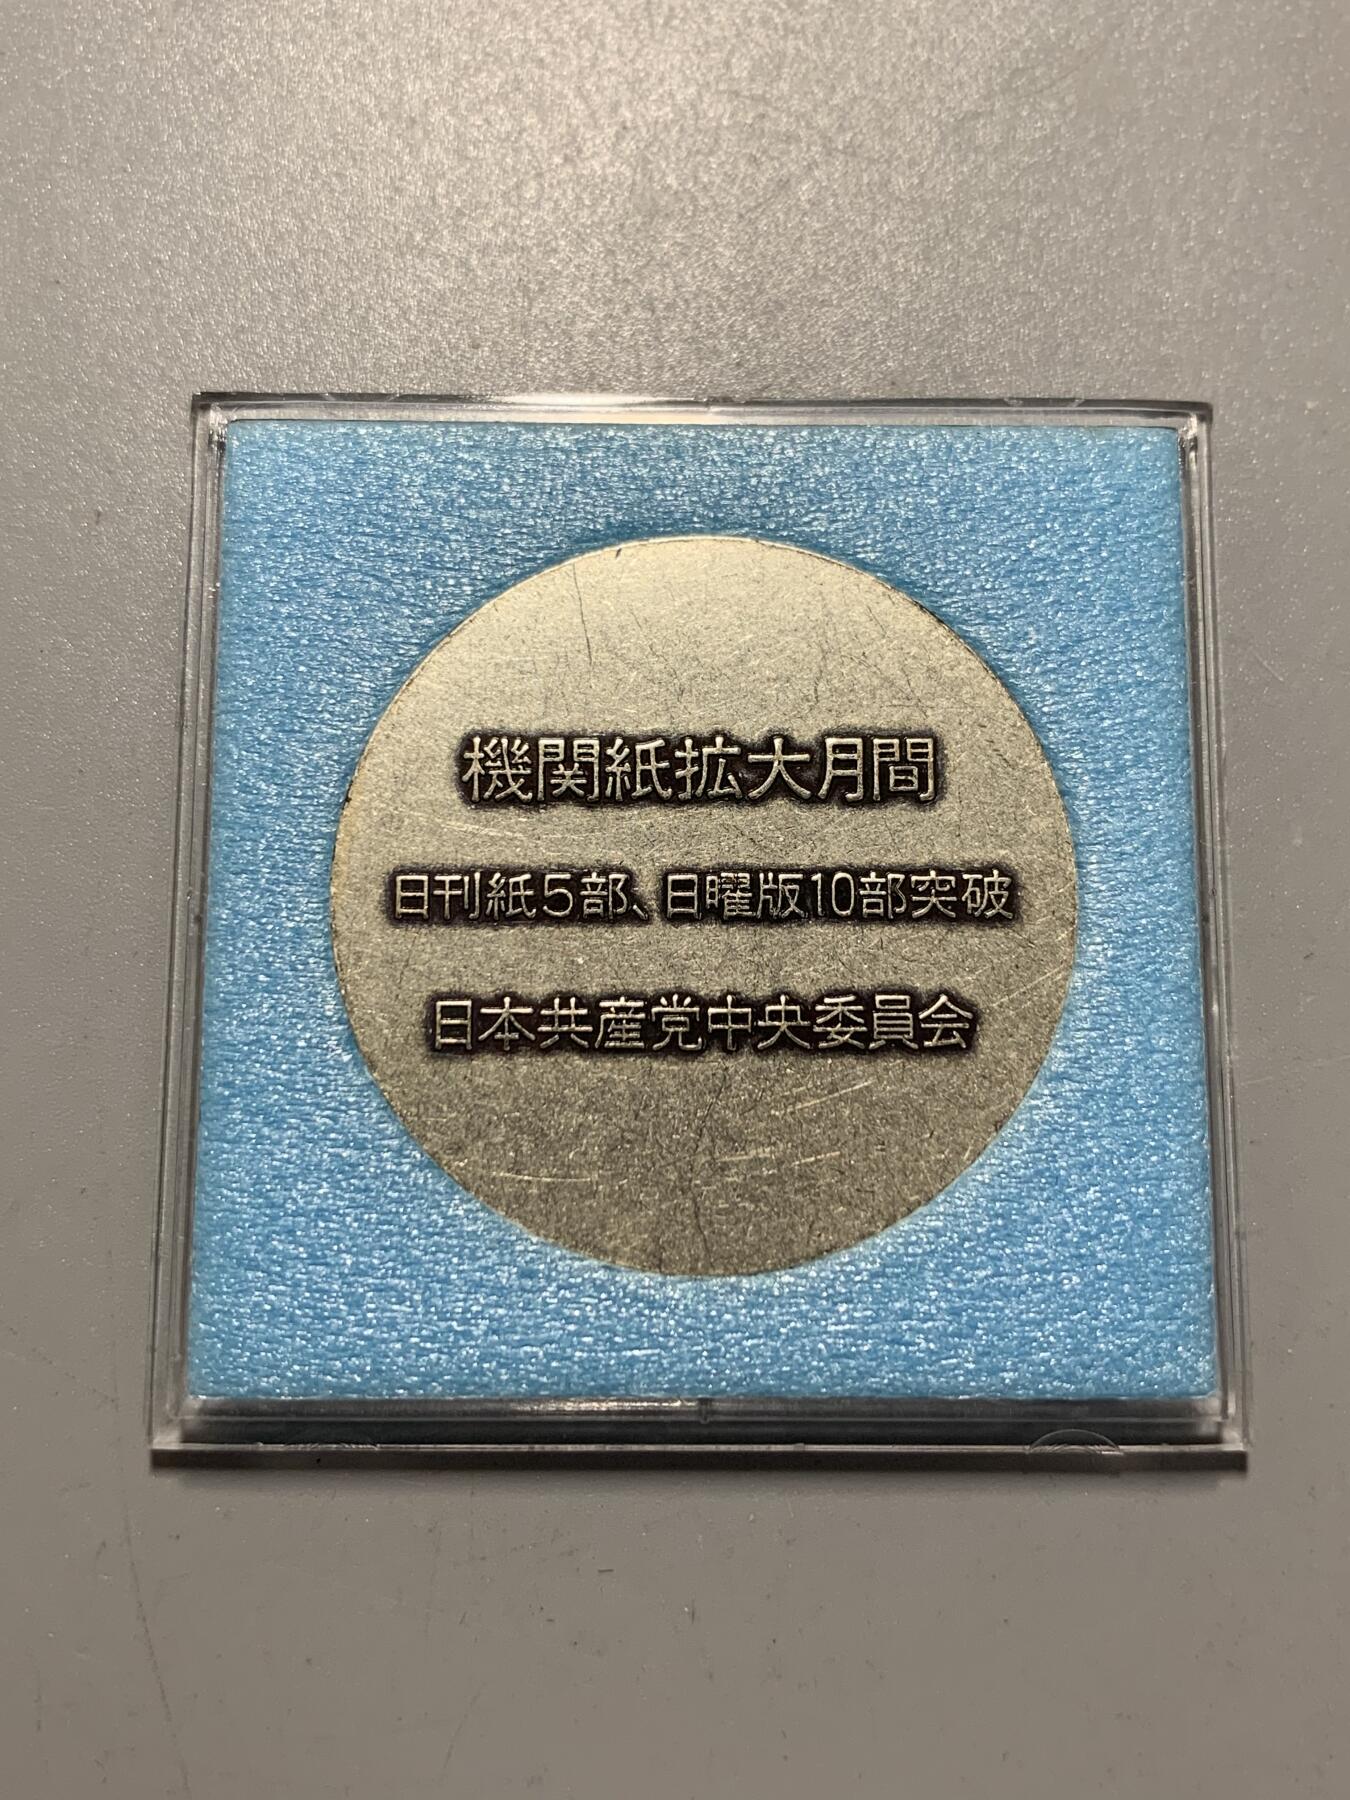 機関紙拡大月間
日刊紙5部、日曜版10部突破
日本共産党中央委員会